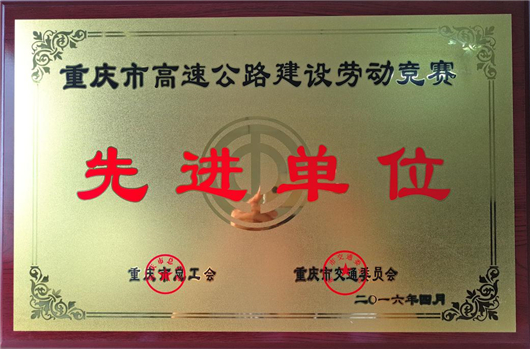 重庆市高速公路建设劳动竞赛
先进单位
重庆市总工会 重庆市交通委员会
二〇一六年四月